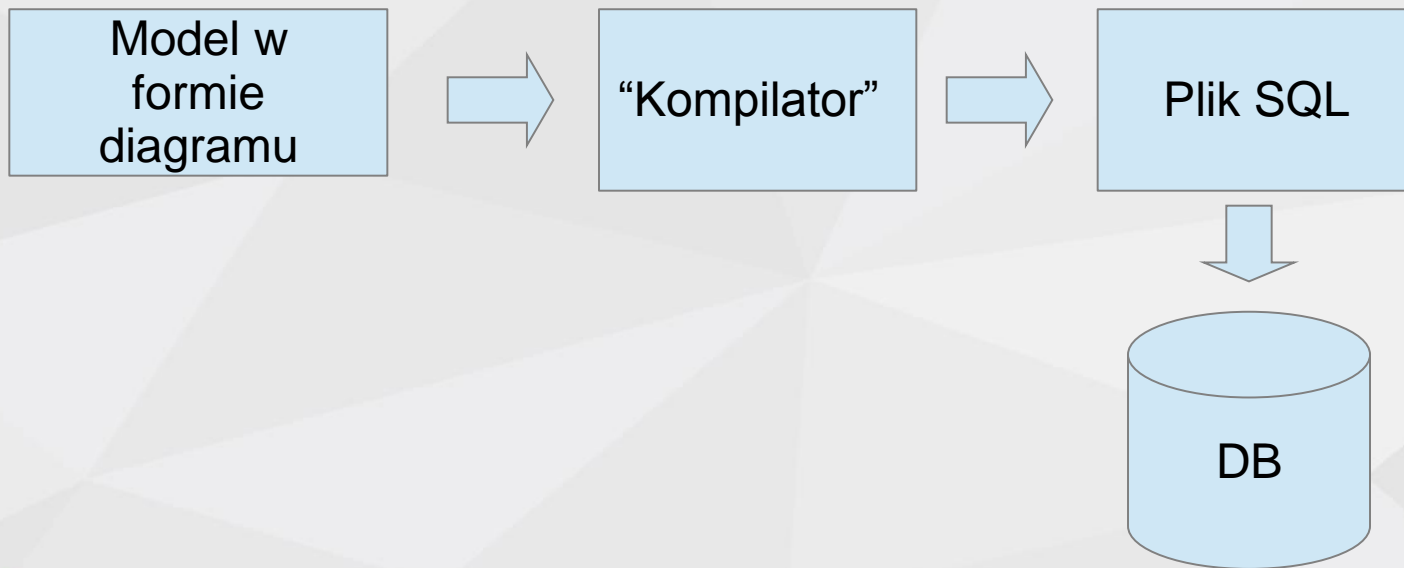 Model w
formie
diagramu
“Kompilator”
Plik SQL
DB